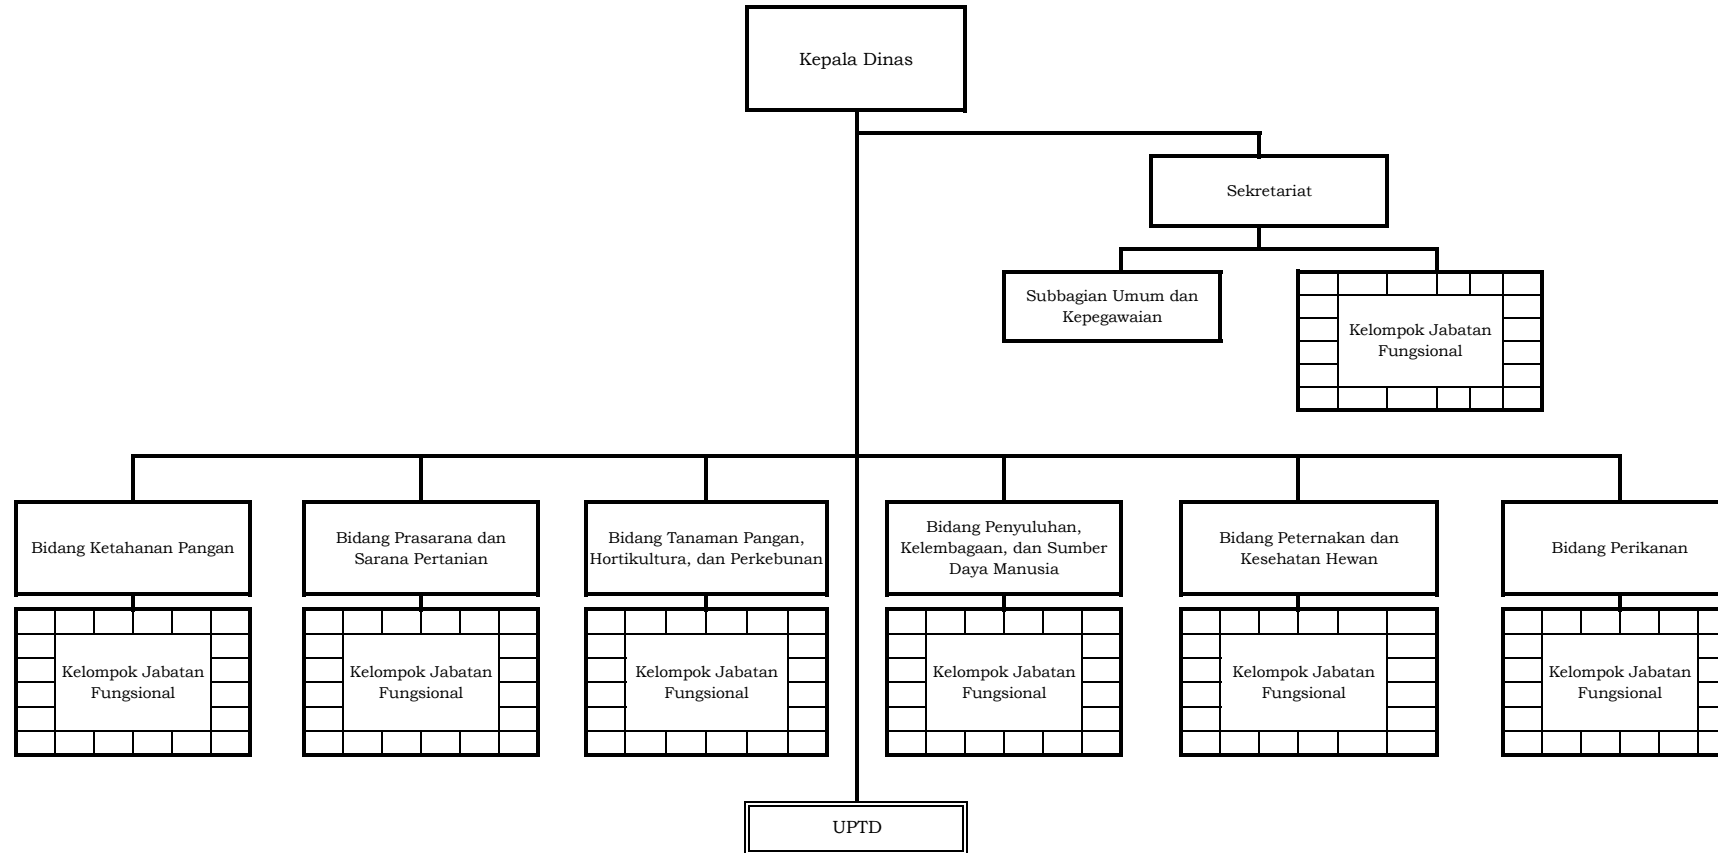 Kepala Dinas
Sekretariat
Subbagian Umum dan
Kepegawaian
Kelompok Jabatan
Fungsional
Bidang Ketahanan Pangan
Bidang Prasarana dan
Sarana Pertanian
Bidang Tanaman Pangan,
Hortikultura, dan Perkebunan
Bidang Penyuluhan,
Kelembagaan, dan Sumber
Daya Manusia
Bidang Peternakan dan
Kesehatan Hewan
Bidang Perikanan
Kelompok Jabatan
Fungsional
Kelompok Jabatan
Fungsional
Kelompok Jabatan
Fungsional
Kelompok Jabatan
Fungsional
Kelompok Jabatan
Fungsional
Kelompok Jabatan
Fungsional
UPTD